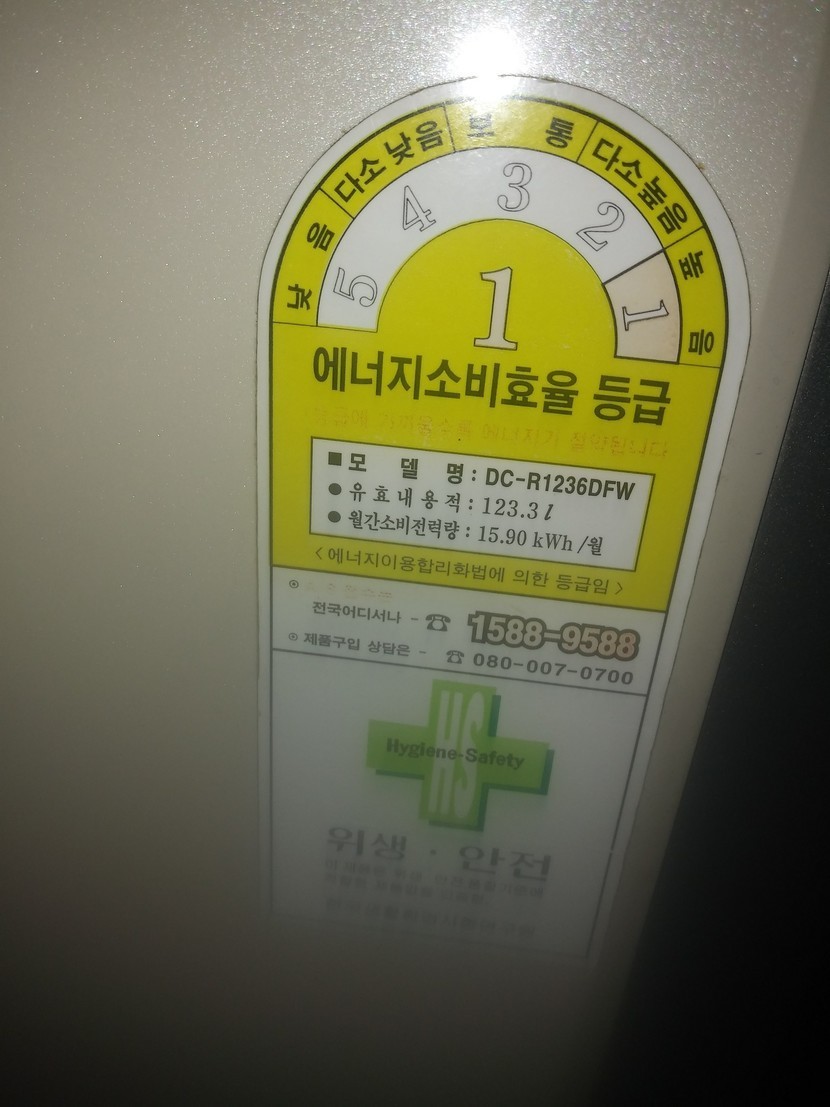 낮음
다소낮음
보통
다소높음
높음
5
4
3
2
1
1
에너지소비효율 등급
■ 모델명 : DC-R1236DFW
● 유효내용적 : 123.3ℓ
● 월간소비전력량 : 15.90 kWh /월
<에너지이용합리화법에 의한 등급임>
전국어디서나 - ☎ 1588-9588
⊙ 제품구입 상담은 - ☎ 080-007-0700
HS
Hygiene-Safety
위생 · 안전